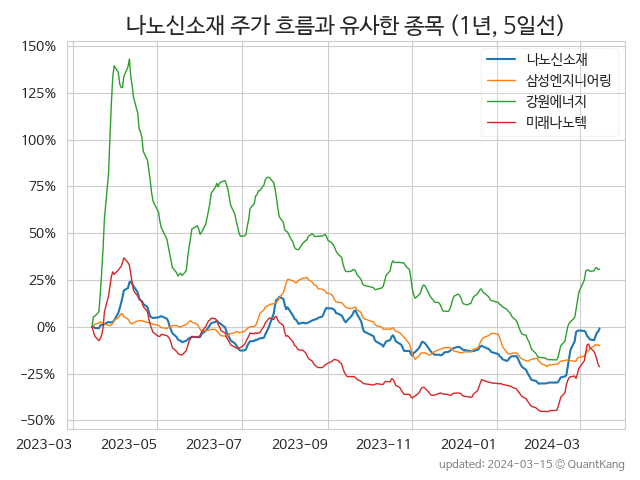 나노신소재 주가 흐름과 유사한 종목 (1년, 5일선)
150%
125%
100%
75%
50%
25%
0%
−25%
−50%
나노신소재
삼성엔지니어링
강원에너지
미래나노텍
2023−03 2023−05 2023−07 2023−09 2023−11 2024−01 2024−03
updated: 2024-03-15 © QuantKang